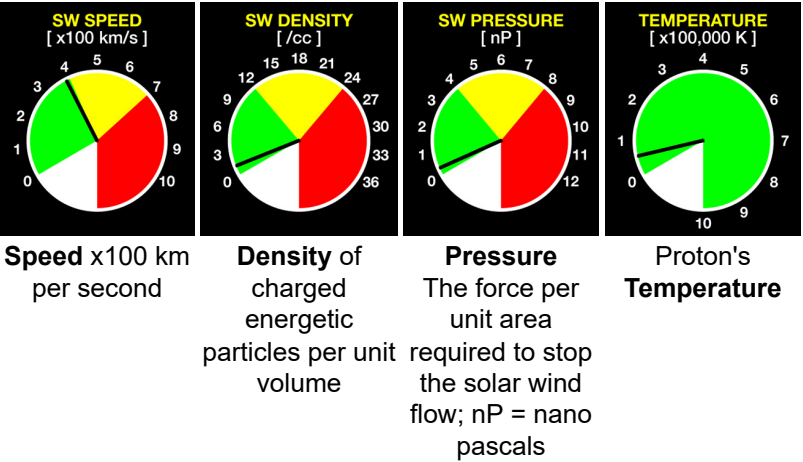 SW SPEED
[ x100 km/s ]
0
1
2
3
4
5
6
7
8
9
10
SW DENSITY
[ /cc ]
0
3
6
9
12
15
18
21
24
27
30
33
36
SW PRESSURE
[ nP ]
0
1
2
3
4
5
6
7
8
9
10
11
12
TEMPERATURE
[ x100,000 K ]
0
1
2
3
4
5
6
7
8
9
10
Speed x100 km
per second
Density of
charged
energetic
particles per unit
volume
Pressure
The force per
unit area
required to stop
the solar wind
flow; nP = nano
pascals
Proton's
Temperature